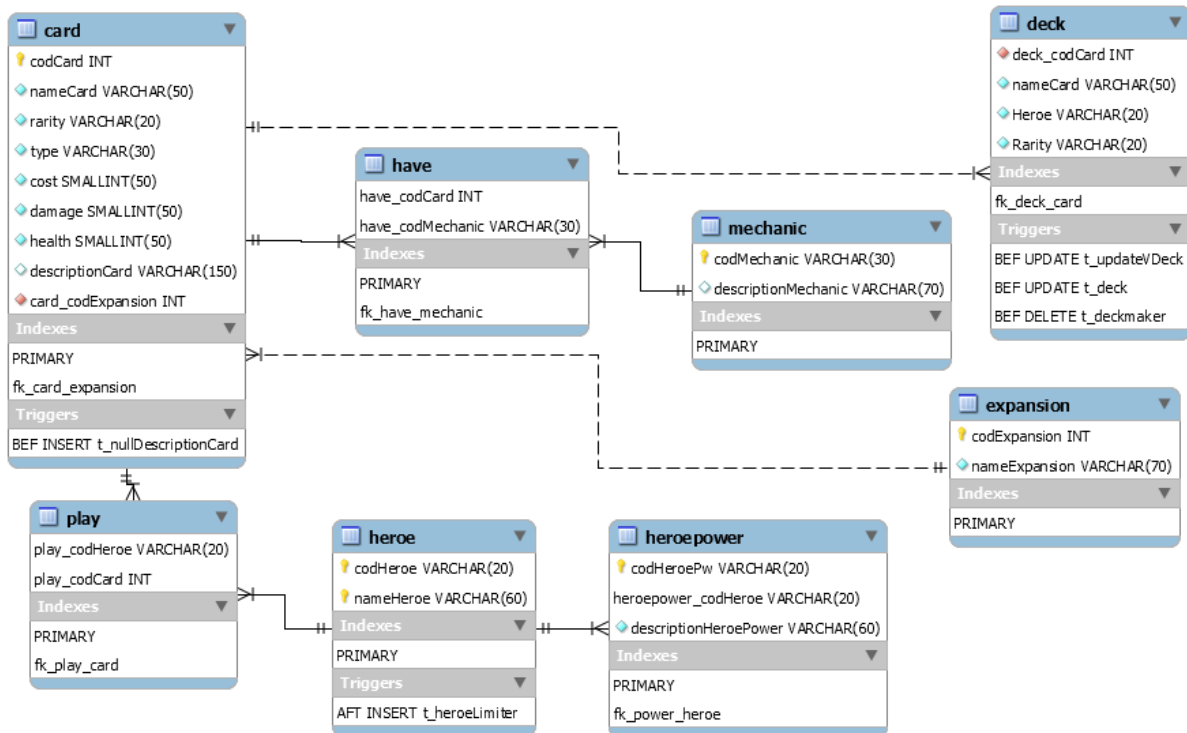 card
codCard INT
nameCard VARCHAR(50)
rarity VARCHAR(20)
type VARCHAR(30)
cost SMALLINT(50)
damage SMALLINT(50)
health SMALLINT(50)
descriptionCard VARCHAR(150)
card_codExpansion INT
Indexes
PRIMARY
fk_card_expansion
Triggers
BEF INSERT t_nullDescriptionCard
have
have_codCard INT
have_codMechanic VARCHAR(30)
Indexes
PRIMARY
fk_have_mechanic
mechanic
codMechanic VARCHAR(30)
descriptionMechanic VARCHAR(70)
Indexes
PRIMARY
deck
deck_codCard INT
nameCard VARCHAR(50)
Heroe VARCHAR(20)
Rarity VARCHAR(20)
Indexes
fk_deck_card
Triggers
BEF UPDATE t_updateVDeck
BEF UPDATE t_deck
BEF DELETE t_deckmaker
expansion
codExpansion INT
nameExpansion VARCHAR(70)
Indexes
PRIMARY
play
play_codHeroe VARCHAR(20)
play_codCard INT
Indexes
PRIMARY
fk_play_card
heroe
codHeroe VARCHAR(20)
nameHeroe VARCHAR(60)
Indexes
PRIMARY
Triggers
AFT INSERT t_heroeLimiter
heroepower
codHeroePw VARCHAR(20)
heroepower_codHeroe VARCHAR(20)
descriptionHeroePower VARCHAR(60)
Indexes
PRIMARY
fk_power_heroe